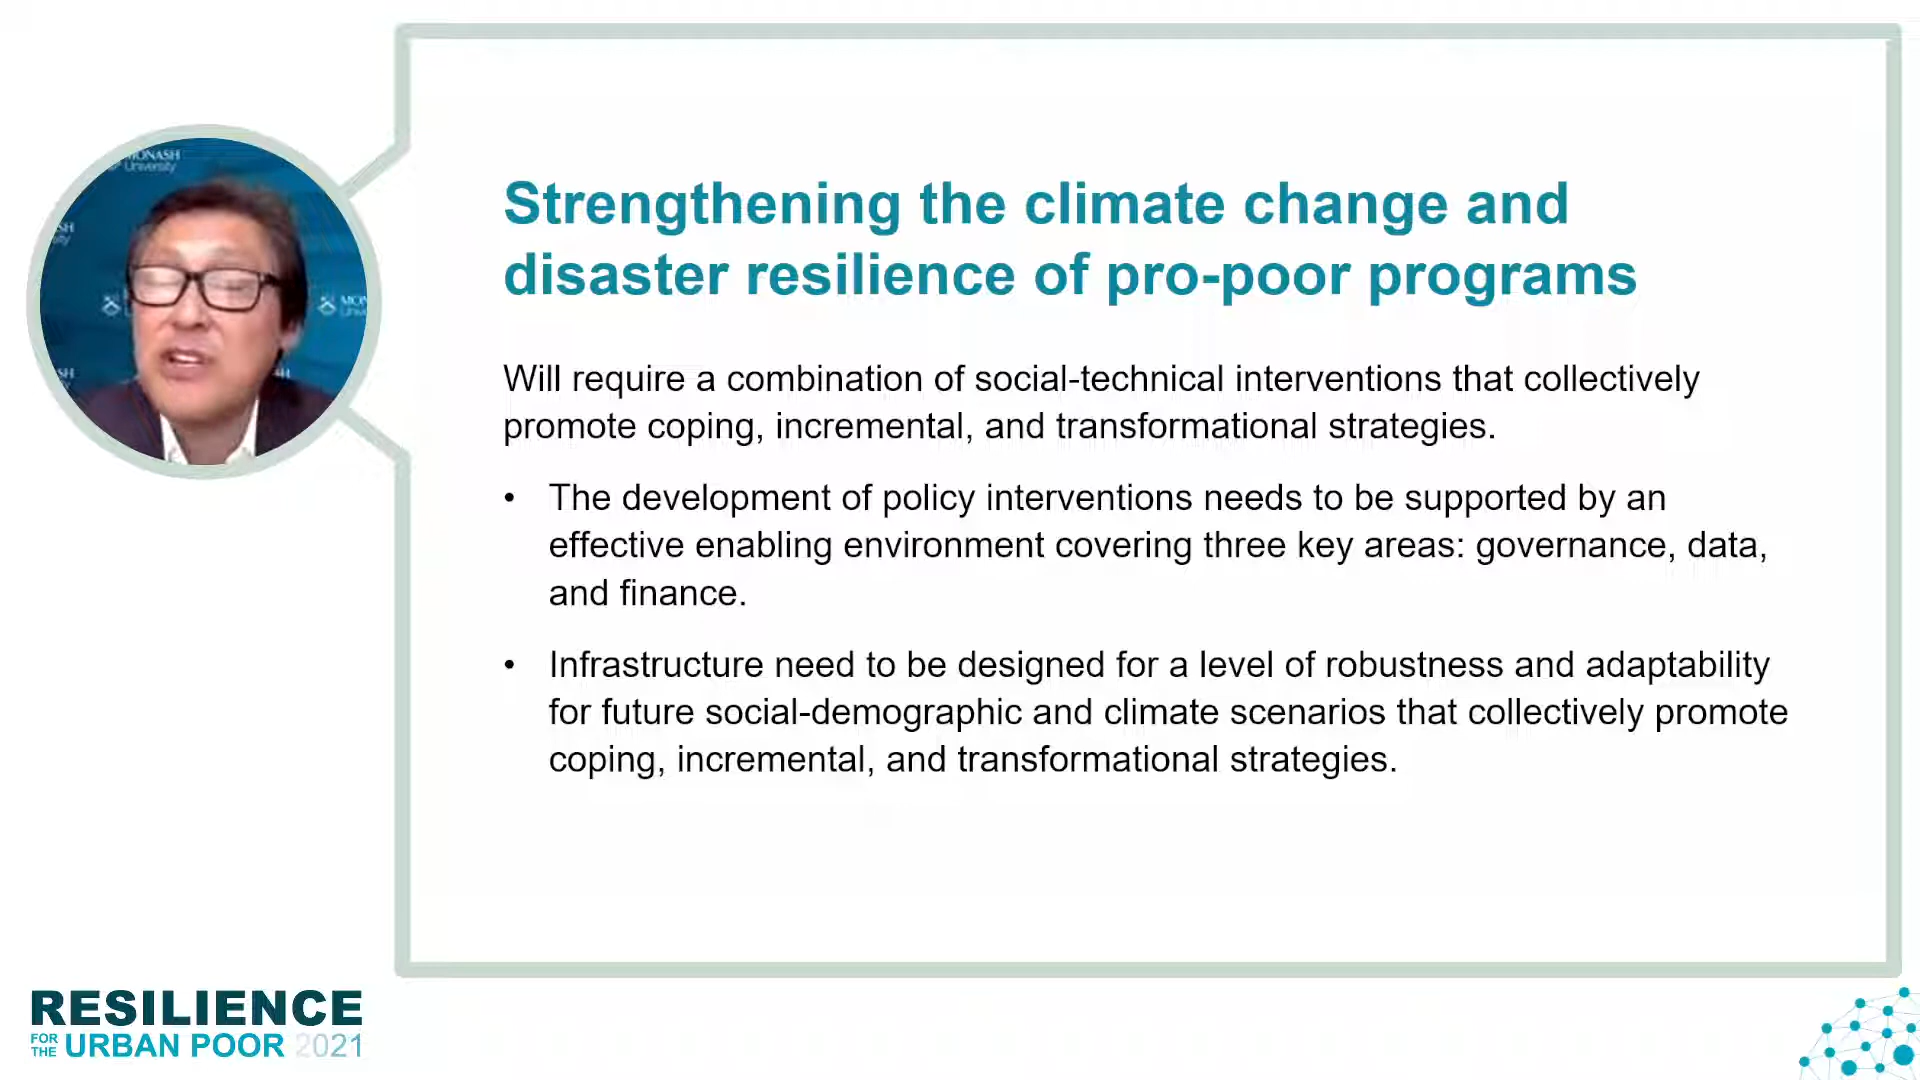 MONASH
University
Strengthening the climate change and
disaster resilience of pro-poor programs
Will require a combination of social-technical interventions that collectively
promote coping, incremental, and transformational strategies.
• The development of policy interventions needs to be supported by an
effective enabling environment covering three key areas: governance, data,
and finance.
• Infrastructure need to be designed for a level of robustness and adaptability
for future social-demographic and climate scenarios that collectively promote
coping, incremental, and transformational strategies.
RESILIENCE
FOR THE URBAN POOR 2021